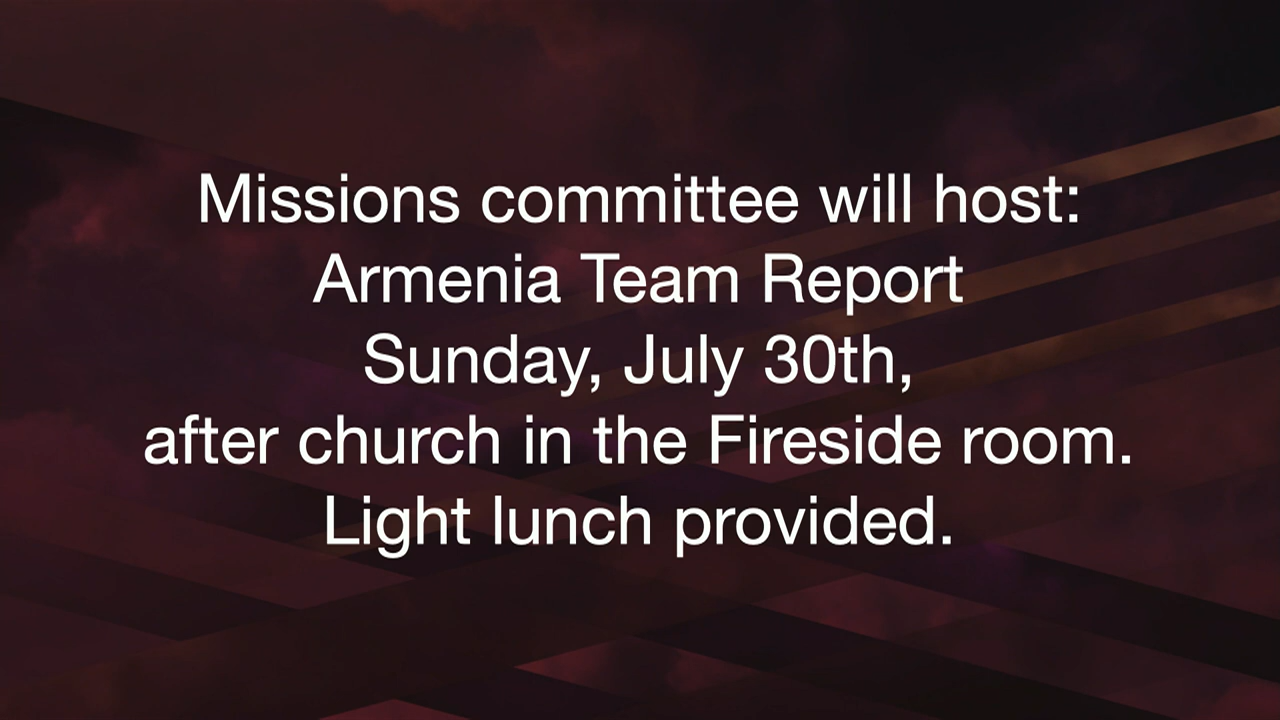 Missions committee will host:
Armenia Team Report
Sunday, July 30th,
after church in the Fireside room.
Light lunch provided.